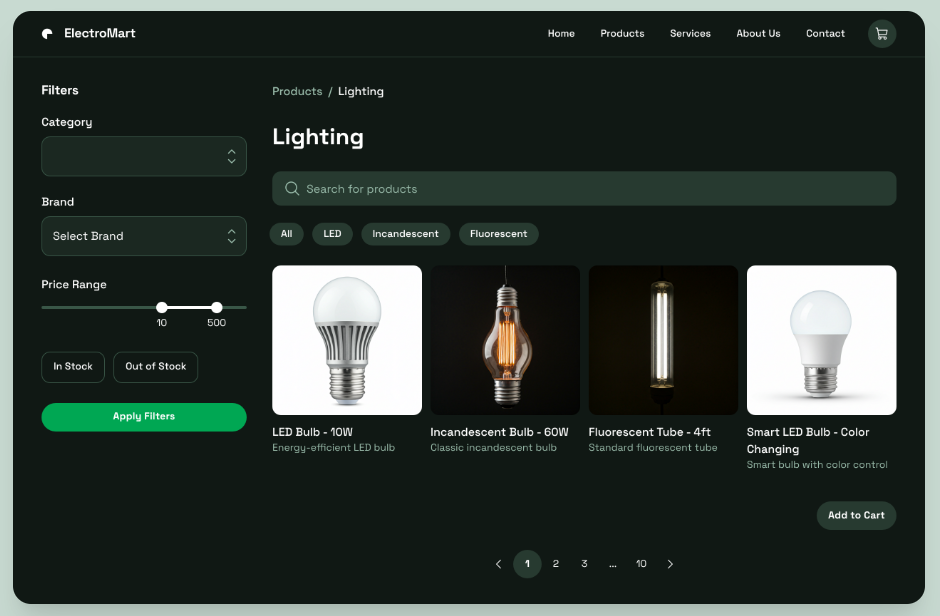 ElectroMart
Home
Products
Services
About Us
Contact
Filters
Category
Brand
Select Brand
Price Range
10
500
In Stock
Out of Stock
Apply Filters
Products / Lighting
Lighting
Search for products
All
LED
Incandescent
Fluorescent
LED Bulb - 10W
Energy-efficient LED bulb
Incandescent Bulb - 60W
Classic incandescent bulb
Fluorescent Tube - 4ft
Standard fluorescent tube
Smart LED Bulb - Color
Changing
Smart bulb with color control
Add to Cart
1 2 3 ... 10